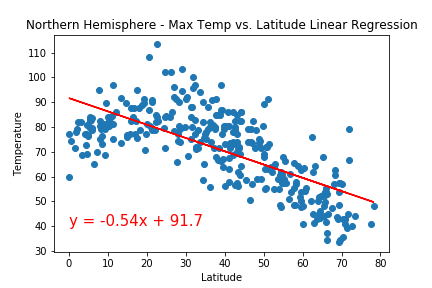 Northern Hemisphere - Max Temp vs. Latitude Linear Regression
110
100
90
80
70
60
50
40
30
Temperature
y = -0.54x + 91.7
0 10 20 30 40 50 60 70 80
Latitude